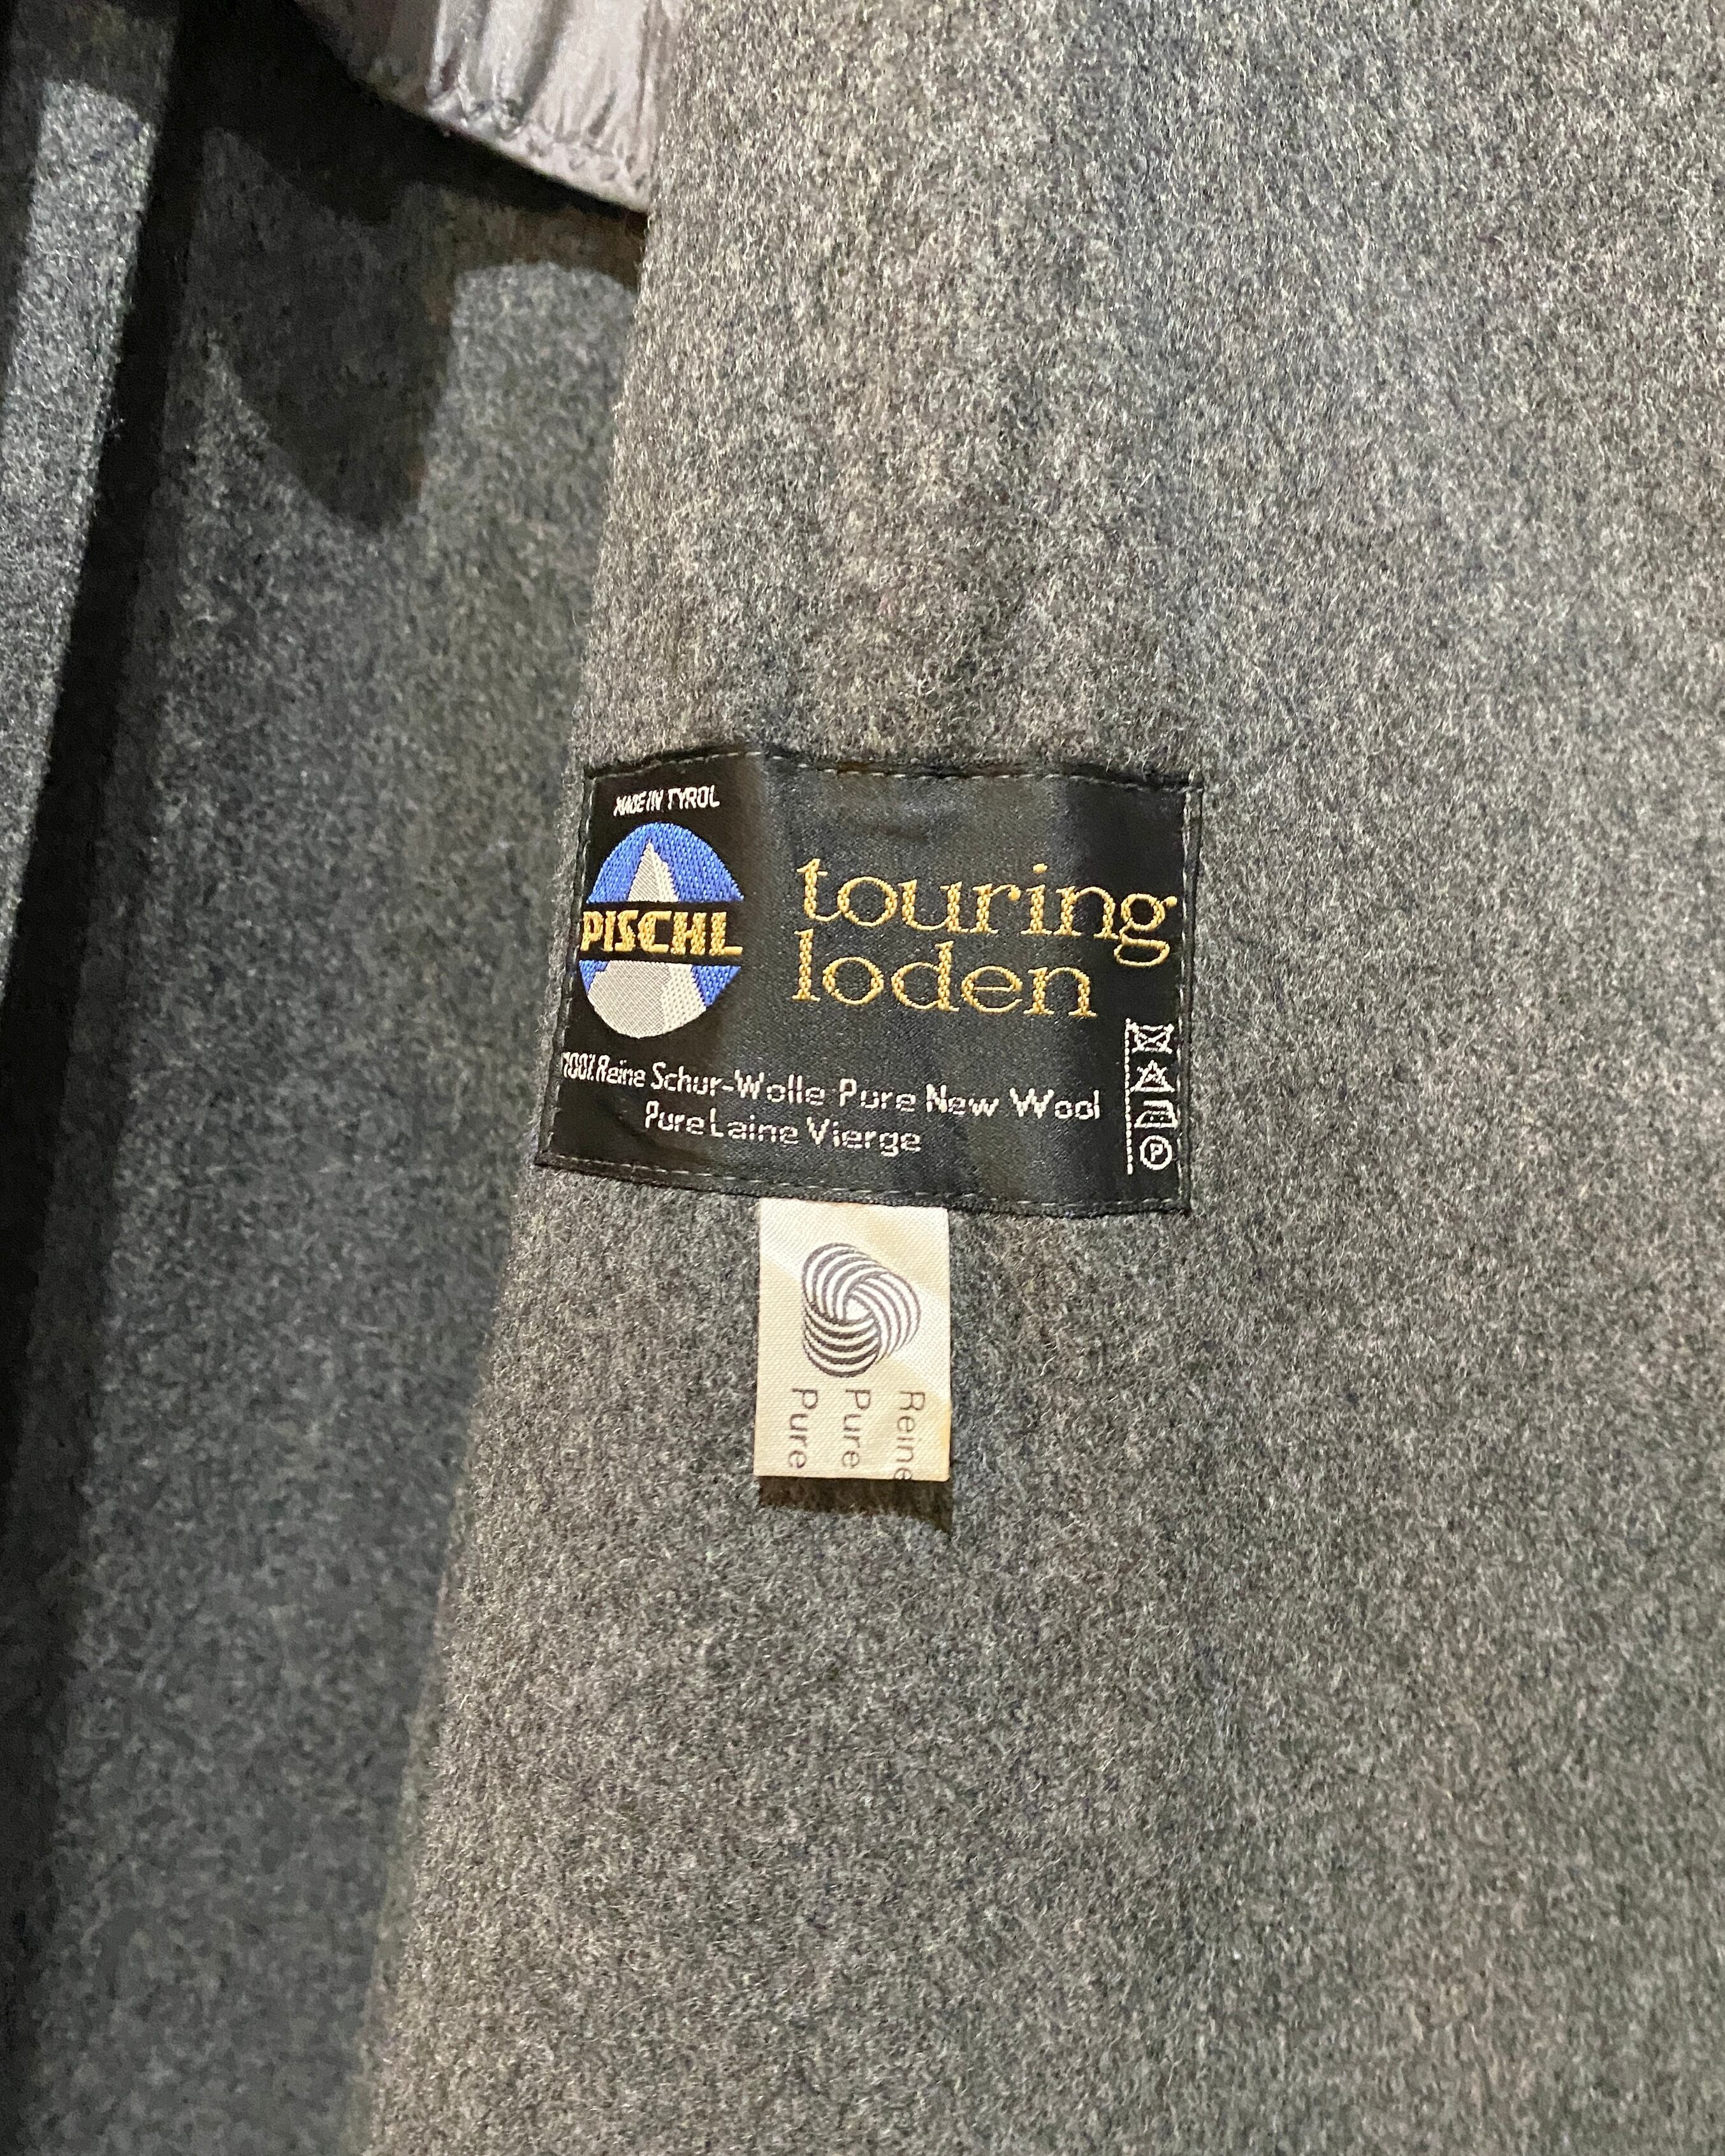 MADE IN TYROL
PISCHL
touring
loden
100% Reine Schur-Wolle Pure New Wool
Pure Laine Vierge
P
Reine
Pure
Pure